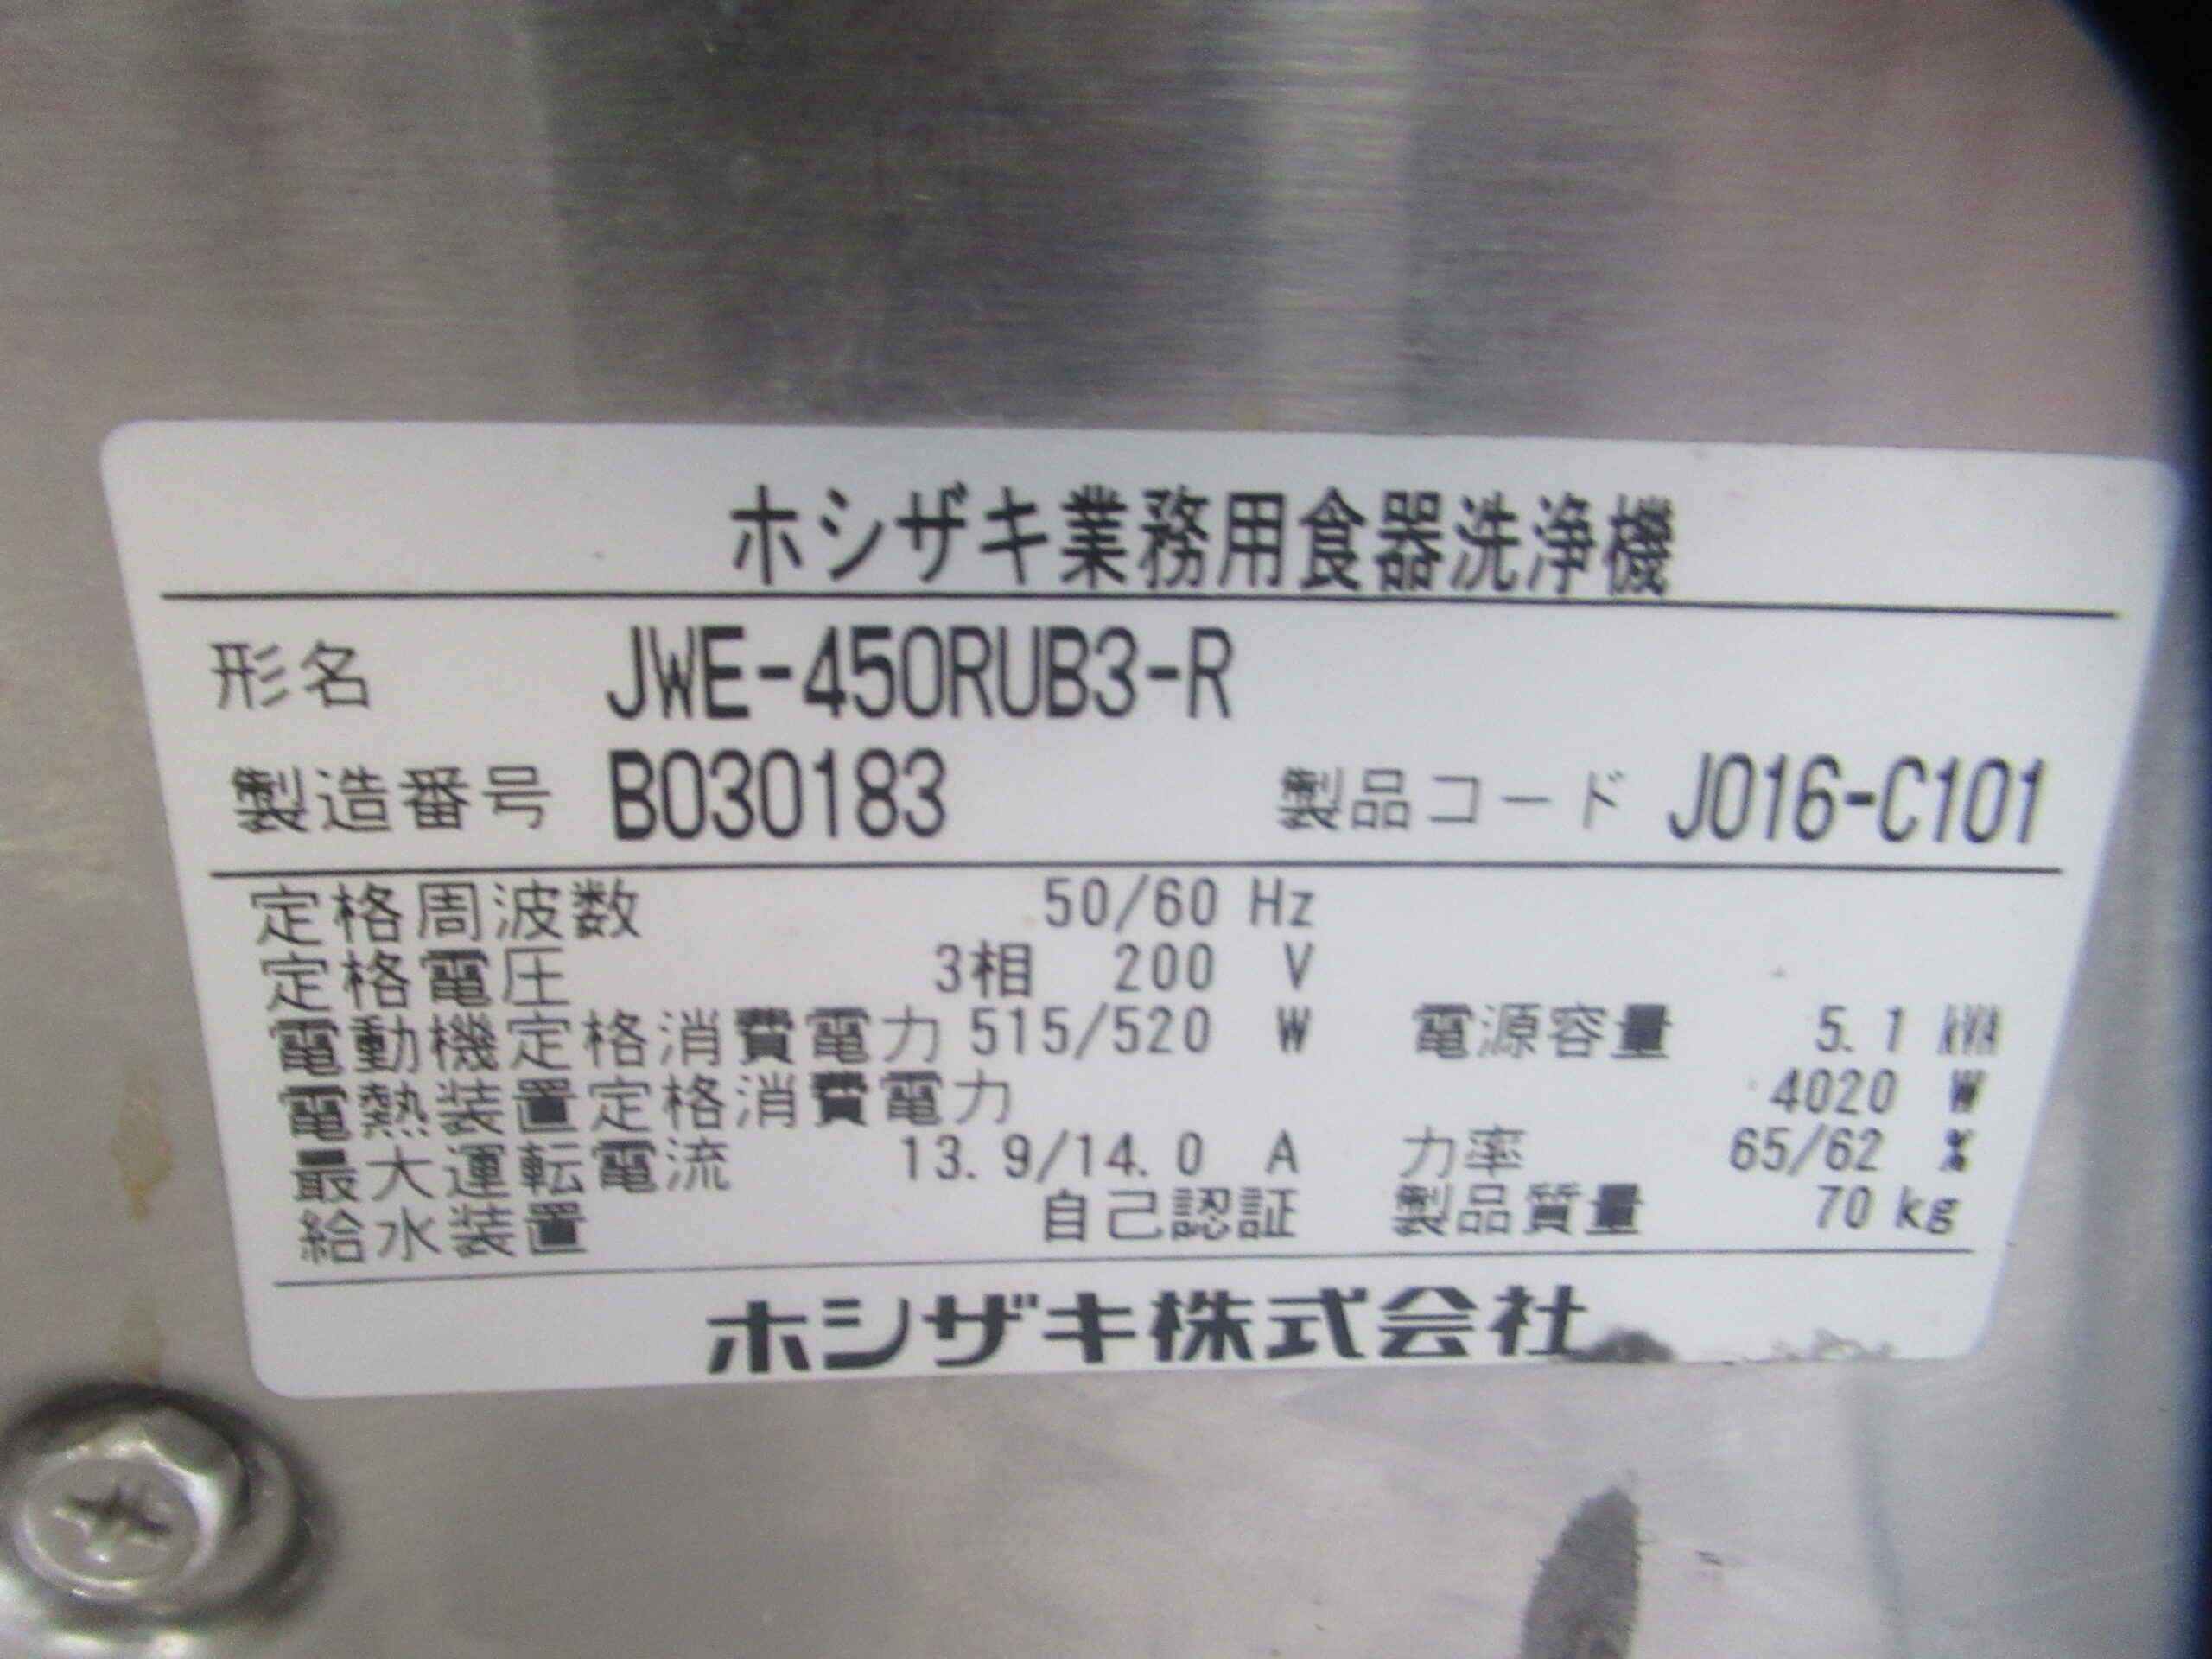 ホシザキ業務用食器洗浄機
形名 JWE-450RUB3-R
製造番号 B030183 製品コード J016-C101
定格周波数 50/60 Hz
定格電圧 3相 200 V
電動機定格消費電力 515/520 W 電源容量 5.1 kVA
電熱装置定格消費電力 4020 W
最大運転電流 13.9/14.0 A 力率 65/62 %
給水装置 自己認証 製品質量 70 kg
ホシザキ株式会社